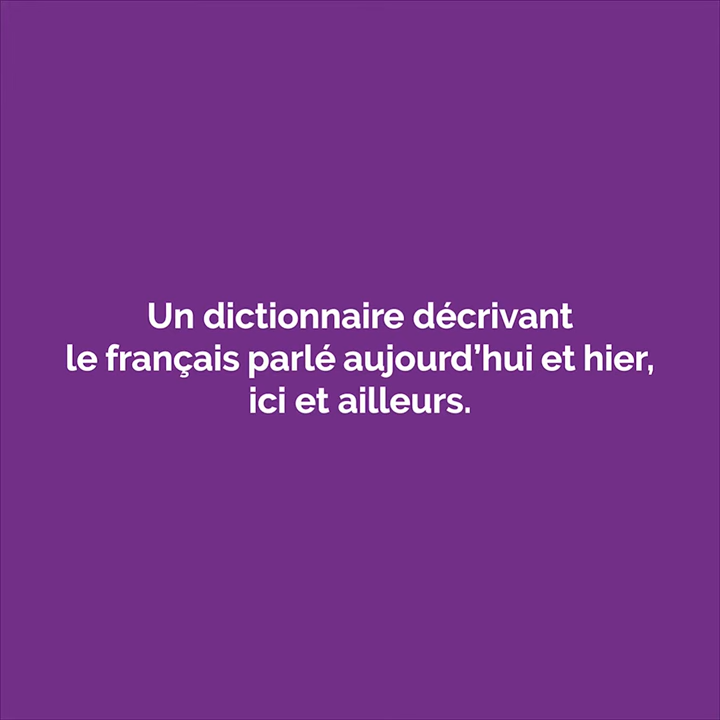 Un dictionnaire décrivant
le français parlé aujourd’hui et hier,
ici et ailleurs.